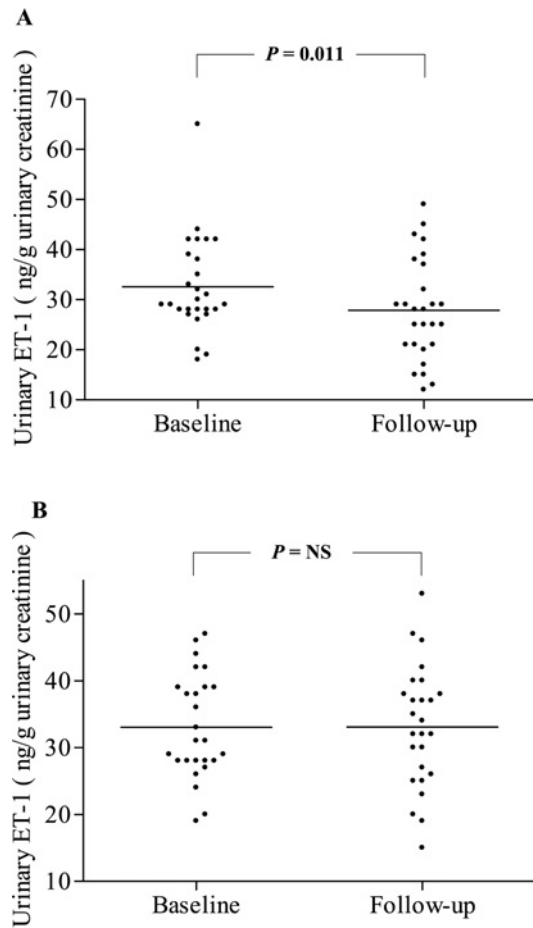 A
P = 0.011
Urinary ET-1 ( ng/g urinary creatinine )
70
60
50
40
30
20
10
Baseline
Follow-up
B
P = NS
Urinary ET-1 ( ng/g urinary creatinine )
50
40
30
20
10
Baseline
Follow-up